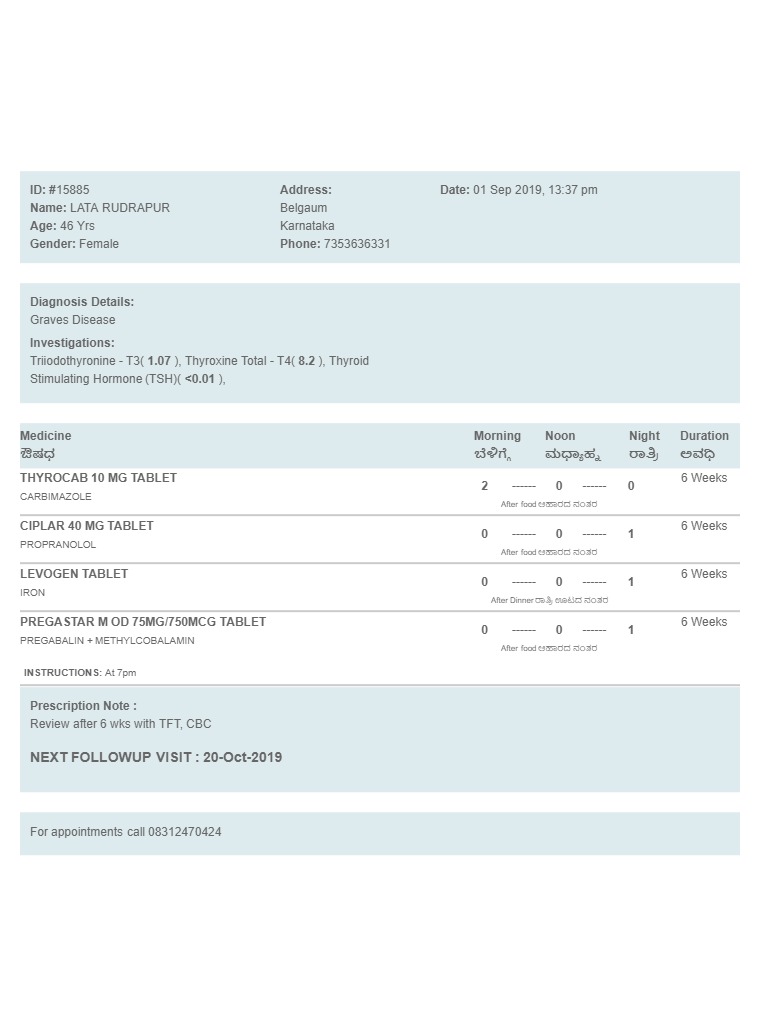 ID: #15885
Name: LATA RUDRAPUR
Age: 46 Yrs
Gender: Female
Address:
Belgaum
Karnataka
Phone: 7353636331
Date: 01 Sep 2019, 13:37 pm
Diagnosis Details:
Graves Disease
Investigations:
Triiodothyronine - T3( 1.07 ), Thyroxine Total - T4( 8.2 ), Thyroid
Stimulating Hormone (TSH)( <0.01 ),
Medicine Morning Noon Night Duration
ಔಷಧ ಬೆಳಿಗ್ಗೆ ಮಧ್ಯಾಹ್ನ ರಾತ್ರಿ ಅವಧಿ
THYROCAB 10 MG TABLET 2 ------ 0 ------ 0 6 Weeks
CARBIMAZOLE
After food ಆಹಾರದ ನಂತರ
CIPLAR 40 MG TABLET 0 ------ 0 ------ 1 6 Weeks
PROPRANOLOL
After food ಆಹಾರದ ನಂತರ
LEVOGEN TABLET 0 ------ 0 ------ 1 6 Weeks
IRON
After Dinner ರಾತ್ರಿ ಊಟದ ನಂತರ
PREGASTAR M OD 75MG/750MCG TABLET 0 ------ 0 ------ 1 6 Weeks
PREGABALIN + METHYLCOBALAMIN
After food ಆಹಾರದ ನಂತರ
INSTRUCTIONS: At 7pm
Prescription Note :
Review after 6 wks with TFT, CBC
NEXT FOLLOWUP VISIT : 20-Oct-2019
For appointments call 08312470424